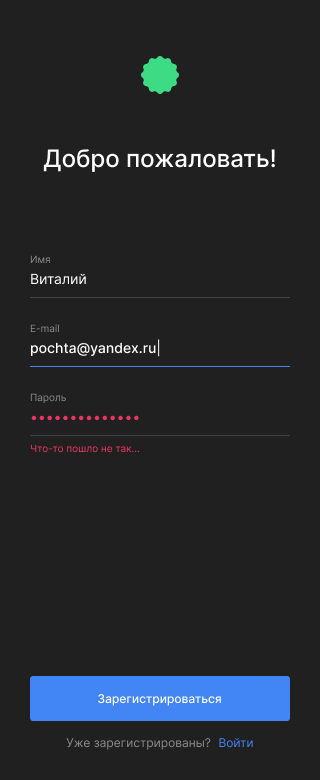 Добро пожаловать!
Имя
Виталий
E-mail
pochta@yandex.ru
Пароль
••••••••••••••
Что-то пошло не так...
Зарегистрироваться
Уже зарегистрированы? Войти